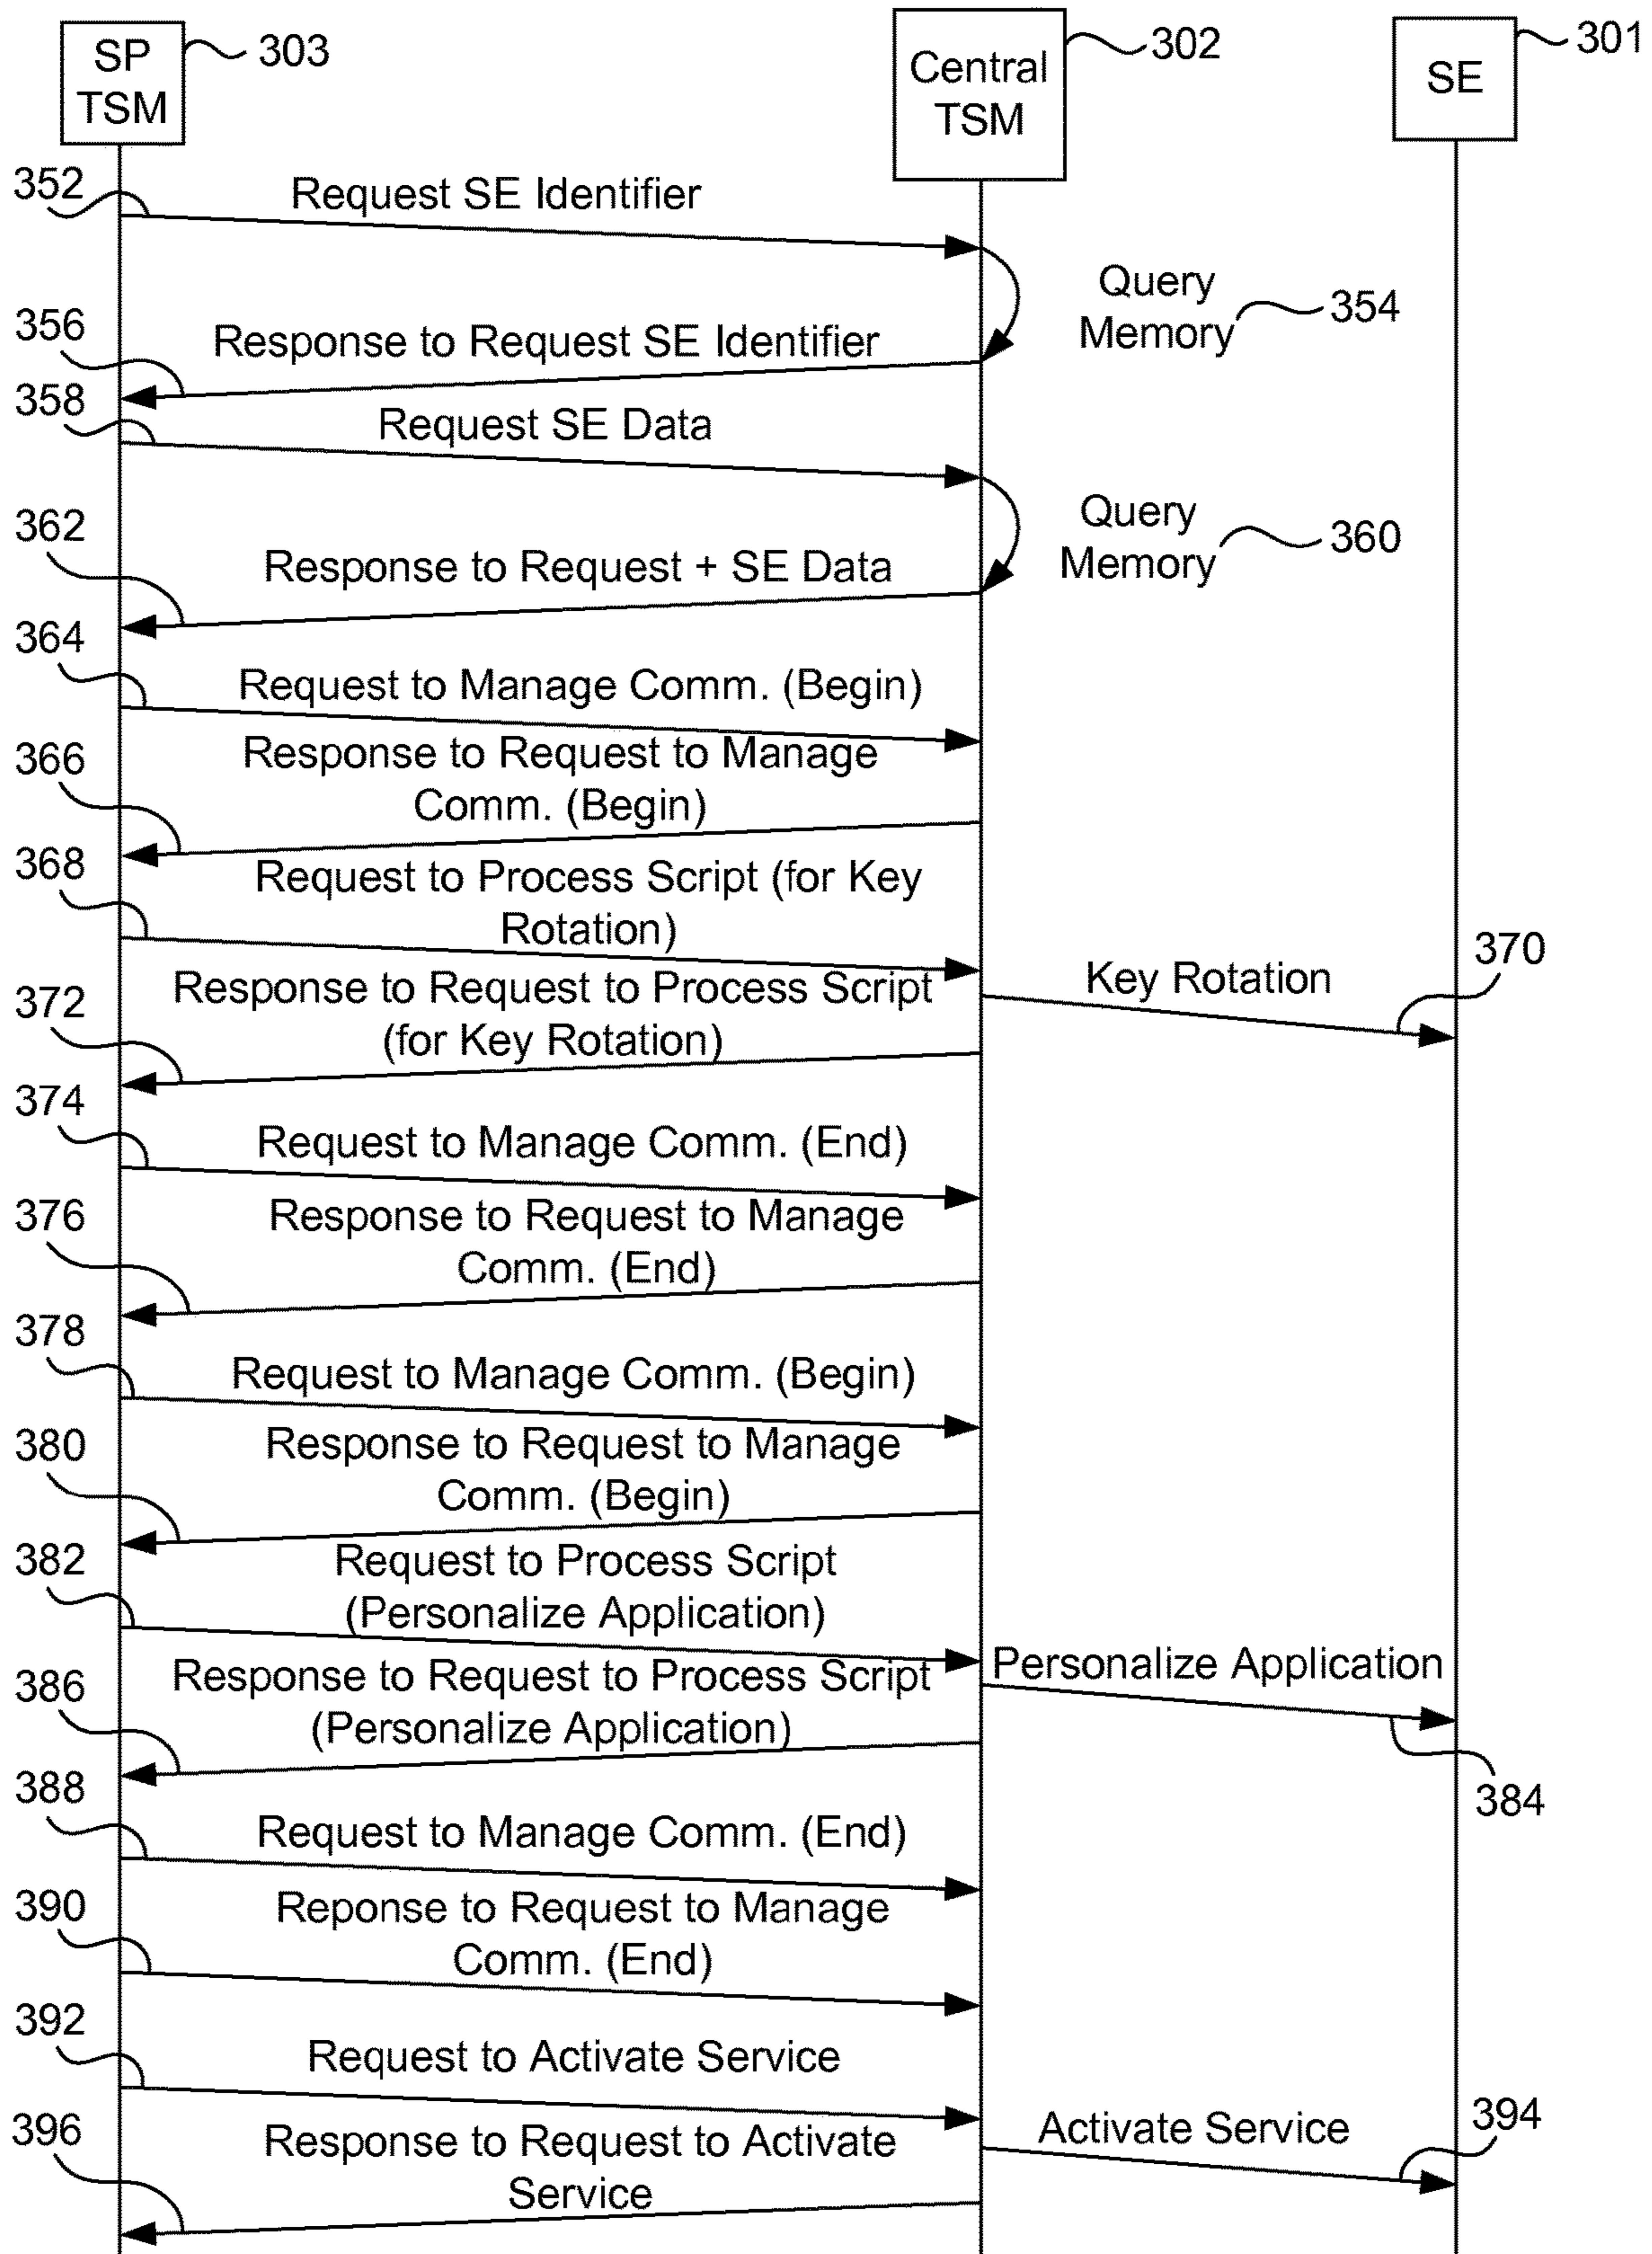 SP
TSM
303
Central
TSM
302
SE
301
352
Request SE Identifier
Query
Memory
354
356
Response to Request SE Identifier
358
Request SE Data
Query
Memory
360
362
Response to Request + SE Data
364
Request to Manage Comm. (Begin)
366
Response to Request to Manage
Comm. (Begin)
368
Request to Process Script (for Key
Rotation)
Key Rotation
370
372
Response to Request to Process Script
(for Key Rotation)
374
Request to Manage Comm. (End)
376
Response to Request to Manage
Comm. (End)
378
Request to Manage Comm. (Begin)
380
Response to Request to Manage
Comm. (Begin)
382
Request to Process Script
(Personalize Application)
Personalize Application
384
386
Response to Request to Process Script
(Personalize Application)
388
Request to Manage Comm. (End)
390
Reponse to Request to Manage
Comm. (End)
392
Request to Activate Service
Activate Service
394
396
Response to Request to Activate
Service